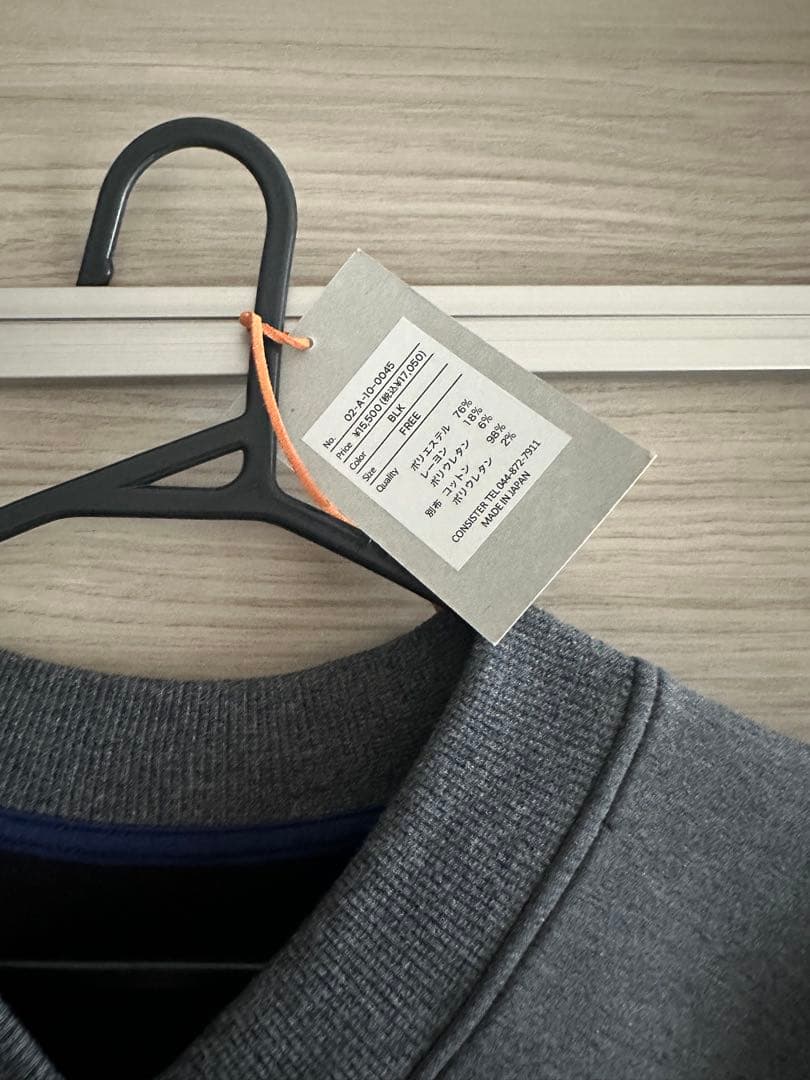 No. 02-A-10-0045
Price ¥15,500 (税込¥17,050)
Color BLK
Size FREE
Quality
ポリエステル 76%
レーヨン 18%
ポリウレタン 6%
別布 コットン 98%
ポリウレタン 2%
CONSISTER TEL 044-872-7911
MADE IN JAPAN